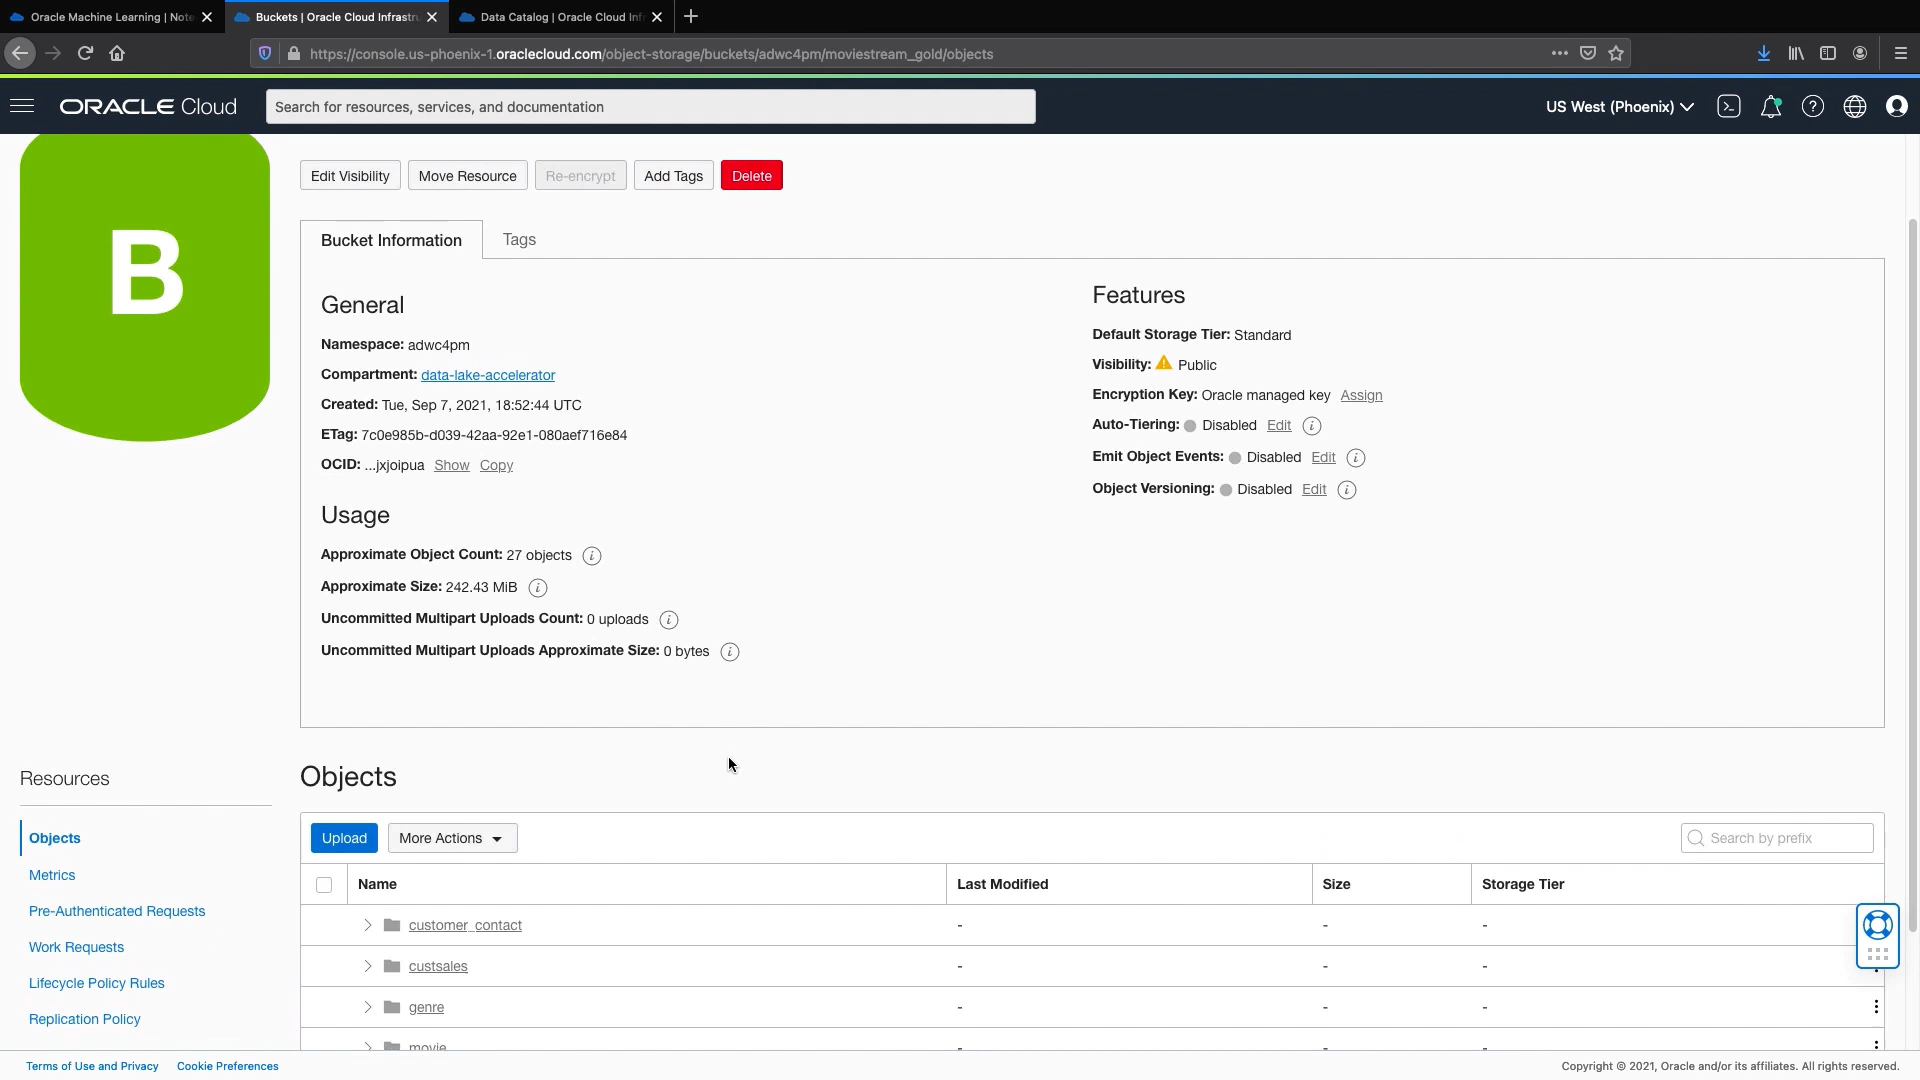 Oracle Machine Learning | Note
Buckets | Oracle Cloud Infrastru
Data Catalog | Oracle Cloud Inf
https://console.us-phoenix-1.oraclecloud.com/object-storage/buckets/adwc4pm/moviestream_gold/objects
ORACLE Cloud
Search for resources, services, and documentation
US West (Phoenix)
B
Edit Visibility
Move Resource
Re-encrypt
Add Tags
Delete
Bucket Information
Tags
General
Namespace: adwc4pm
Compartment: data-lake-accelerator
Created: Tue, Sep 7, 2021, 18:52:44 UTC
ETag: 7c0e985b-d039-42aa-92e1-080aef716e84
OCID: ...jxjoipua Show Copy
Usage
Approximate Object Count: 27 objects
Approximate Size: 242.43 MiB
Uncommitted Multipart Uploads Count: 0 uploads
Uncommitted Multipart Uploads Approximate Size: 0 bytes
Features
Default Storage Tier: Standard
Visibility: Public
Encryption Key: Oracle managed key Assign
Auto-Tiering: Disabled Edit
Emit Object Events: Disabled Edit
Object Versioning: Disabled Edit
Resources
Objects
Metrics
Pre-Authenticated Requests
Work Requests
Lifecycle Policy Rules
Replication Policy
Objects
Upload
More Actions
Search by prefix
Name Last Modified Size Storage Tier
customer_contact - - -
custsales - - -
genre - - -
movie - - -
Terms of Use and Privacy
Cookie Preferences
Copyright © 2021, Oracle and/or its affiliates. All rights reserved.